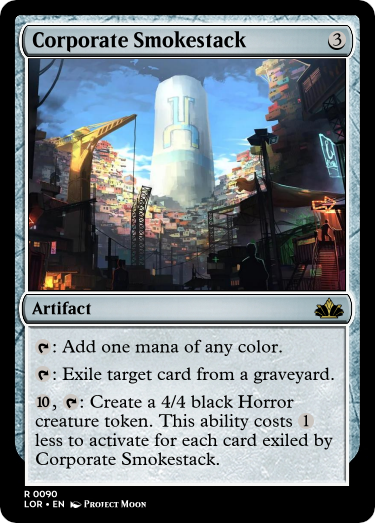 Corporate Smokestack 3
Artifact
: Add one mana of any color.
: Exile target card from a graveyard.
10, : Create a 4/4 black Horror
creature token. This ability costs 1
less to activate for each card exiled by
Corporate Smokestack.
R 0090
LOR • EN Project Moon